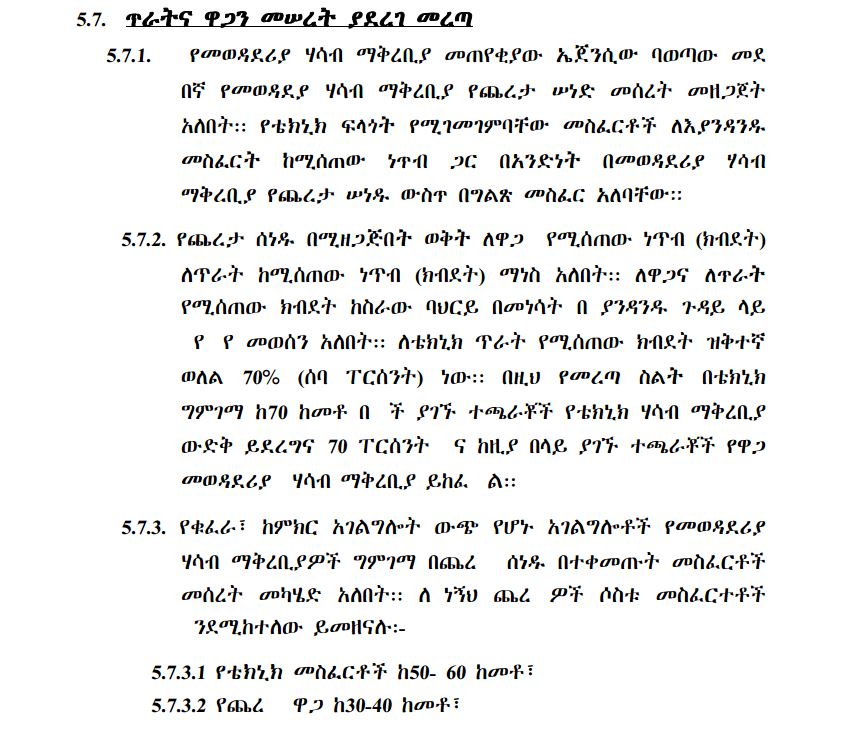 5.7. ጥራትና ዋጋን መሠረት ያደረገ መረጣ
5.7.1. የመወዳደሪያ ሃሳብ ማቅረቢያ መጠየቂያው ኤጀንሲው ባወጣው መደ
በኛ የመወዳደያ ሃሳብ ማቅረቢያ የጨረታ ሠነድ መሰረት መዘጋጀት
አለበት፡፡ የቴክኒክ ፍላጎት የሚገመገምባቸው መስፈርቶች ለእያንዳንዱ
መስፈርት ከሚሰጠው ነጥብ ጋር በአንድነት በመወዳደሪያ ሃሳብ
ማቅረቢያ የጨረታ ሠነዱ ውስጥ በግልጽ መስፈር አለባቸው፡፡
5.7.2. የጨረታ ሰነዱ በሚዘጋጅበት ወቅት ለዋጋ የሚሰጠው ነጥብ (ክብደት)
ለጥራት ከሚሰጠው ነጥብ (ክብደት) ማነስ አለበት፡፡ ለዋጋና ለጥራት
የሚሰጠው ክብደት ከስራው ባህርይ በመነሳት በ ያንዳንዱ ጉዳይ ላይ
የ የ መወሰን አለበት፡፡ ለቴክኒክ ጥራት የሚሰጠው ክብደት ዝቅተኛ
ወለል 70% (ሰባ ፐርሰንት) ነው፡፡ በዚህ የመረጣ ስልት በቴክኒክ
ግምገማ ከ70 ከመቶ በ ች ያገኙ ተጫራቾች የቴክኒክ ሃሳብ ማቅረቢያ
ውድቅ ይደረግና 70 ፐርሰንት ና ከዚያ በላይ ያገኙ ተጫራቾች የዋጋ
መወዳደሪያ ሃሳብ ማቅረቢያ ይከፈ ል፡፡
5.7.3. የቁፈራ፣ ከምክር አገልግሎት ውጭ የሆኑ አገልግሎቶች የመወዳደሪያ
ሃሳብ ማቅረቢያዎች ግምገማ በጨረ ሰነዱ በተቀመጡት መስፈርቶች
መሰረት መካሄድ አለበት፡፡ ለ ነኝህ ጨረ ዎች ሶስቱ መስፈርተቶች
ንደሚከተለው ይመዘናሉ:-
5.7.3.1 የቴክኒክ መስፈርቶች ከ50- 60 ከመቶ፣
5.7.3.2 የጨረ ዋጋ ከ30-40 ከመቶ፣